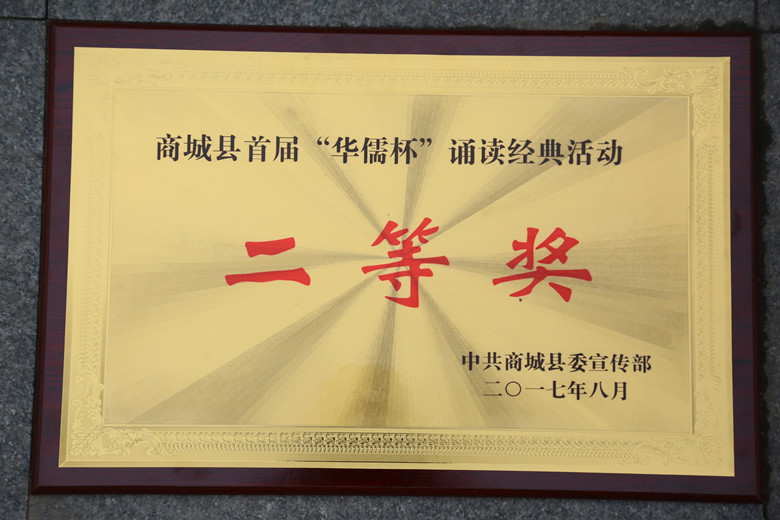 商城县首届“华儒杯”诵读经典活动
二等奖
中共商城县委宣传部
二〇一七年八月